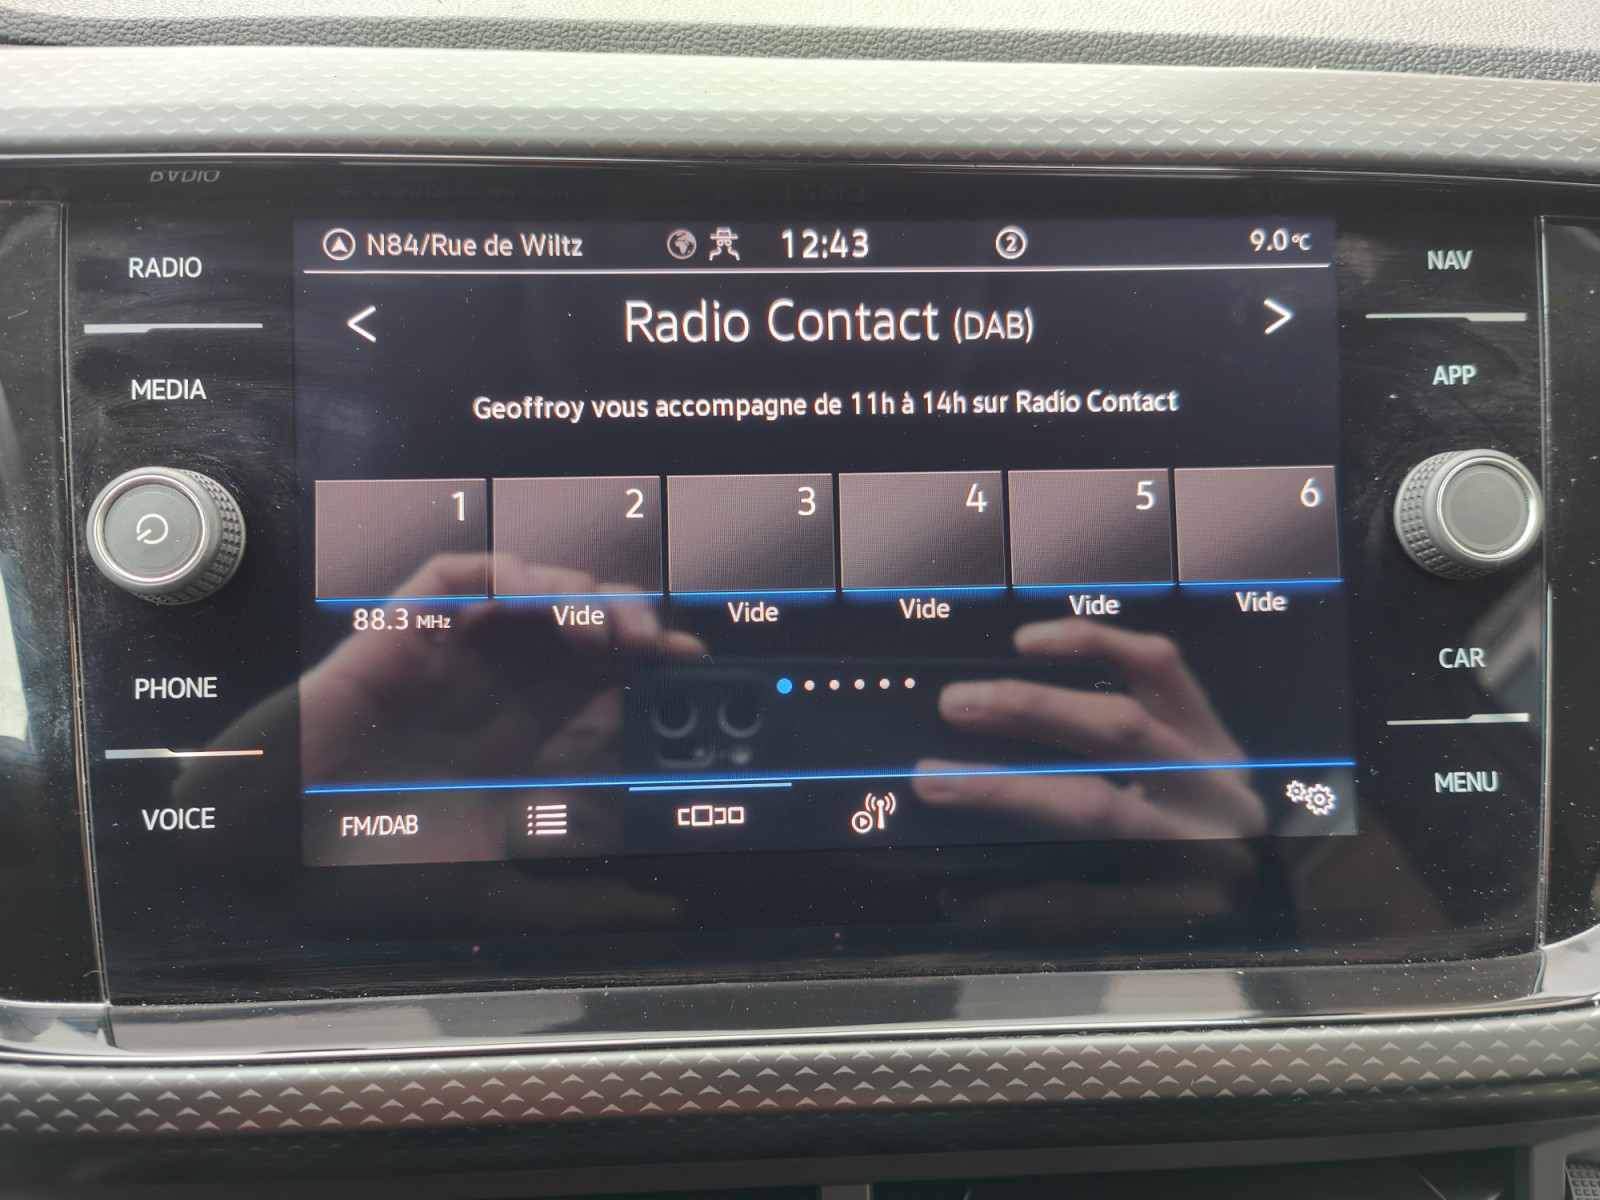 RADIO
MEDIA
PHONE
VOICE
N84/Rue de Wiltz
12:43
2
9.0°C
< Radio Contact (DAB) >
Geoffroy vous accompagne de 11h à 14h sur Radio Contact
1 2 3 4 5 6
88.3 MHz Vide Vide Vide Vide Vide
FM/DAB
NAV
APP
CAR
MENU